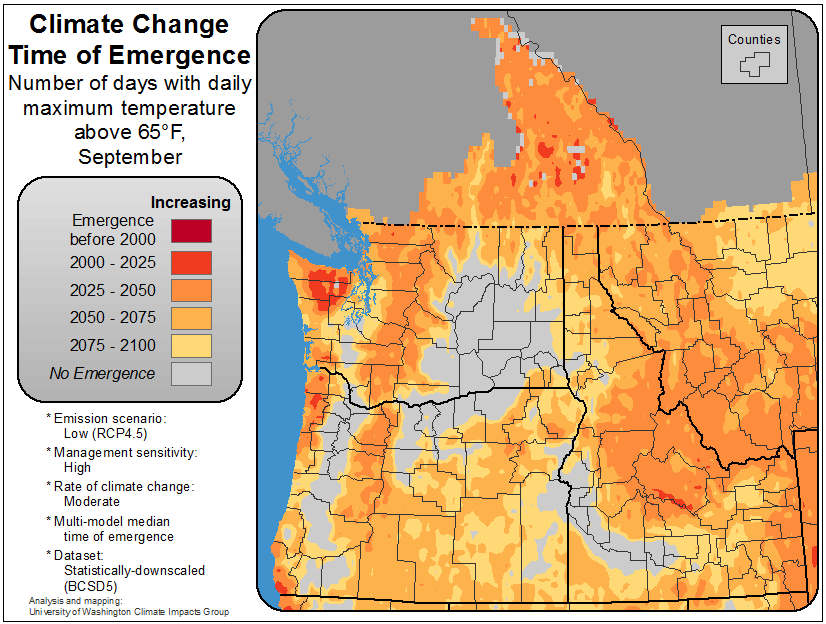 Climate Change
Time of Emergence
Number of days with daily
maximum temperature
above 65°F,
September
Increasing
Emergence
before 2000
2000 - 2025
2025 - 2050
2050 - 2075
2075 - 2100
No Emergence
* Emission scenario:
Low (RCP4.5)
* Management sensitivity:
High
* Rate of climate change:
Moderate
* Multi-model median
time of emergence
* Dataset:
Statistically-downscaled
(BCSD5)
Analysis and mapping:
University of Washington Climate Impacts Group
Counties